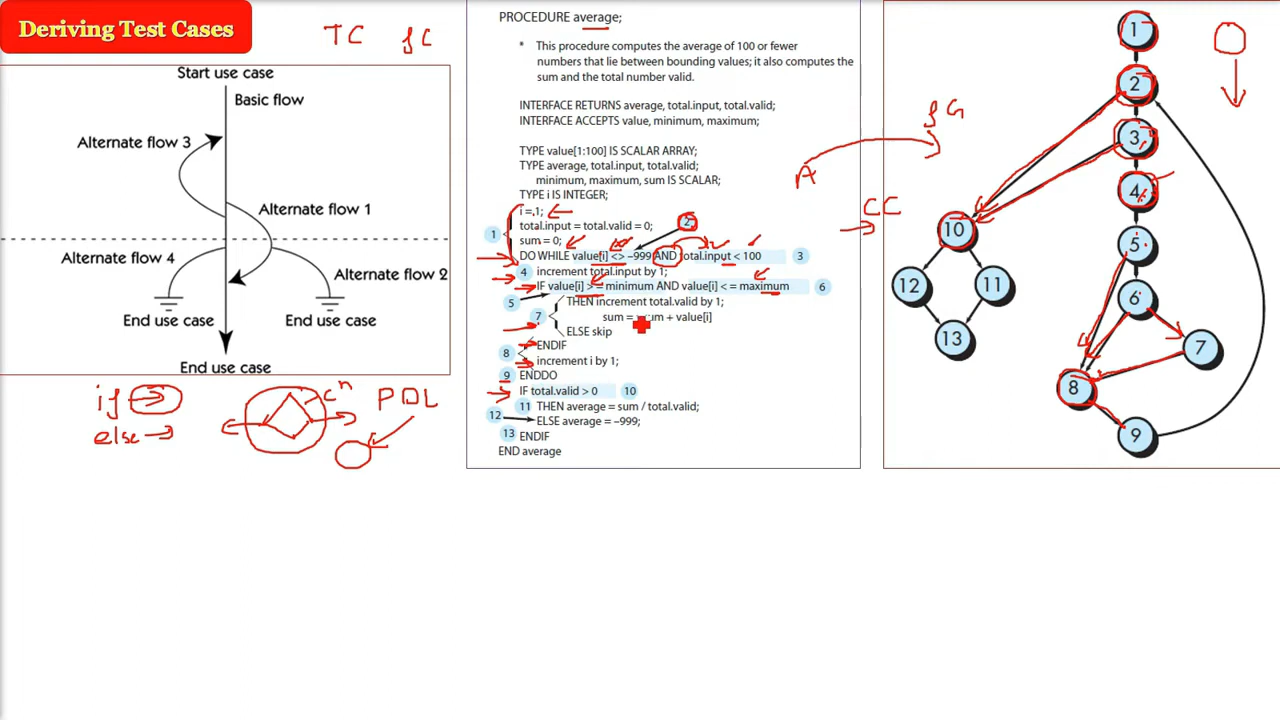 Deriving Test Cases
TC
Start use case
Basic flow
Alternate flow 3
Alternate flow 1
Alternate flow 4
Alternate flow 2
End use case
End use case
End use case
if
else
PDL
PROCEDURE average;
* This procedure computes the average of 100 or fewer
numbers that lie between bounding values; it also computes the
sum and the total number valid.
INTERFACE RETURNS average, total.input, total.valid;
INTERFACE ACCEPTS value, minimum, maximum;
TYPE value[1:100] IS SCALAR ARRAY;
TYPE average, total.input, total.valid;
minimum, maximum, sum IS SCALAR;
TYPE i IS INTEGER;
i = 1;
1 total.input = total.valid = 0; 2
sum = 0;
DO WHILE value[i] <> –999 AND total.input < 100 3
4 increment total.input by 1;
IF value[i] > = minimum AND value[i] < = maximum 6
5 THEN increment total.valid by 1;
7 sum = sum + value[i]
ELSE skip
8 ENDIF
increment i by 1;
9 ENDDO
IF total.valid > 0 10
11 THEN average = sum / total.valid;
12 ELSE average = –999;
13 ENDIF
END average
A
CC
1
2
3
4
5
10
12
11
6
13
7
8
9